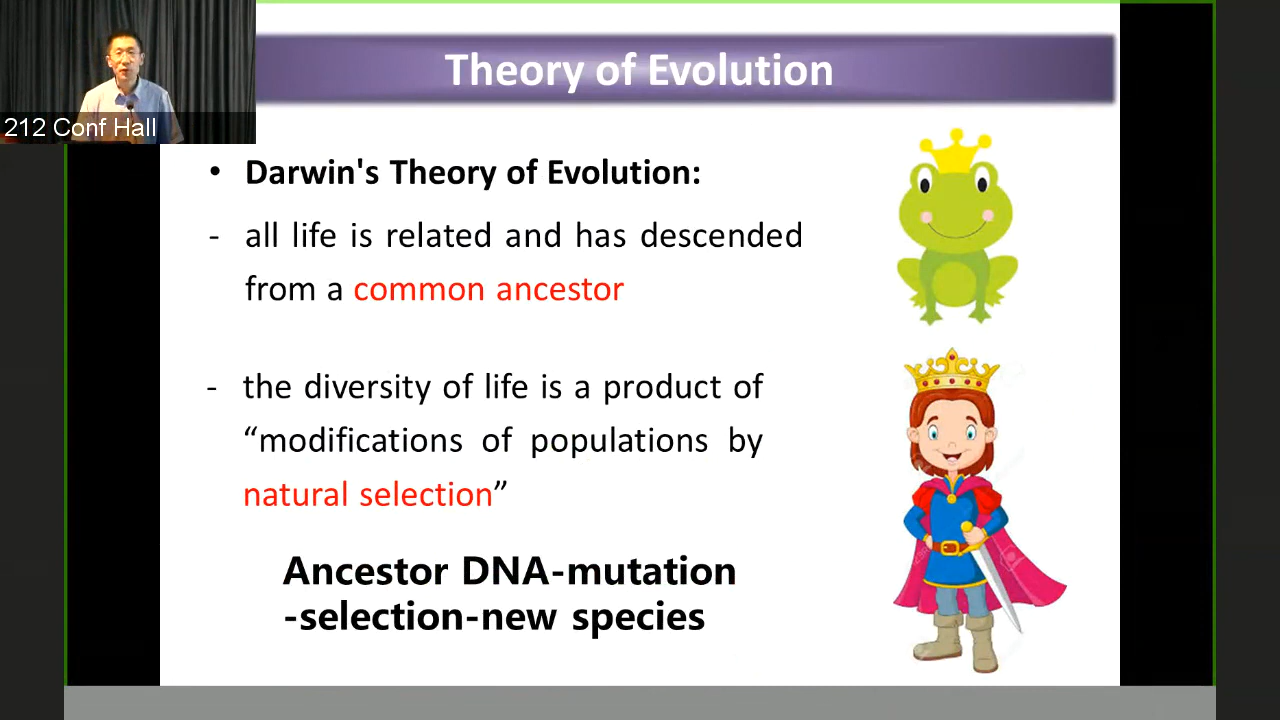 Theory of Evolution
212 Conf Hall
• Darwin's Theory of Evolution:
- all life is related and has descended
from a common ancestor
- the diversity of life is a product of
“modifications of populations by
natural selection”
Ancestor DNA-mutation
-selection-new species